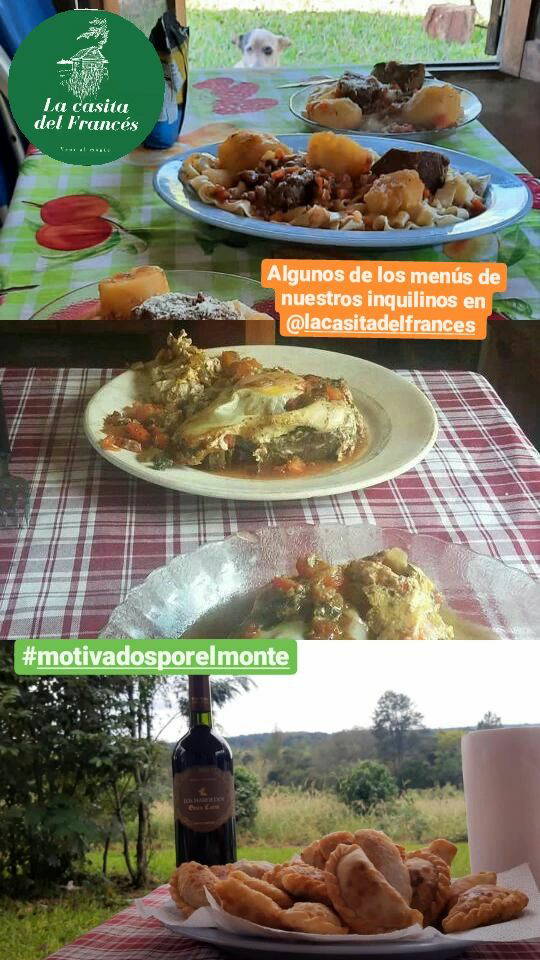 La casita
del Francés
Algunos de los menús de
nuestros inquilinos en
@lacasitadelfrances
#motivadosporelmonte